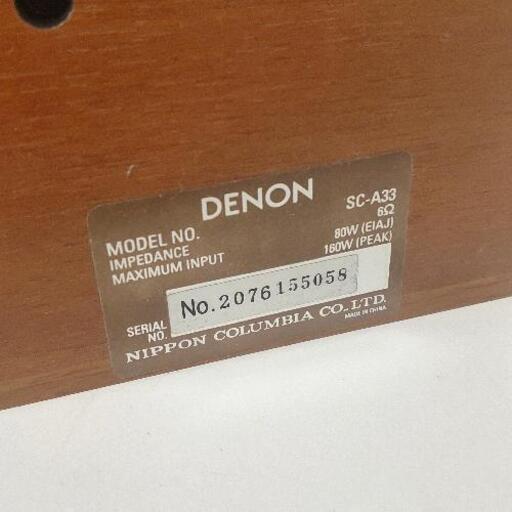 DENON
MODEL NO. SC-A33
IMPEDANCE 6Ω
MAXIMUM INPUT 80W (EIAJ)
160W (PEAK)
SERIAL NO. No.2076155058
NIPPON COLUMBIA CO., LTD.
MADE IN CHINA